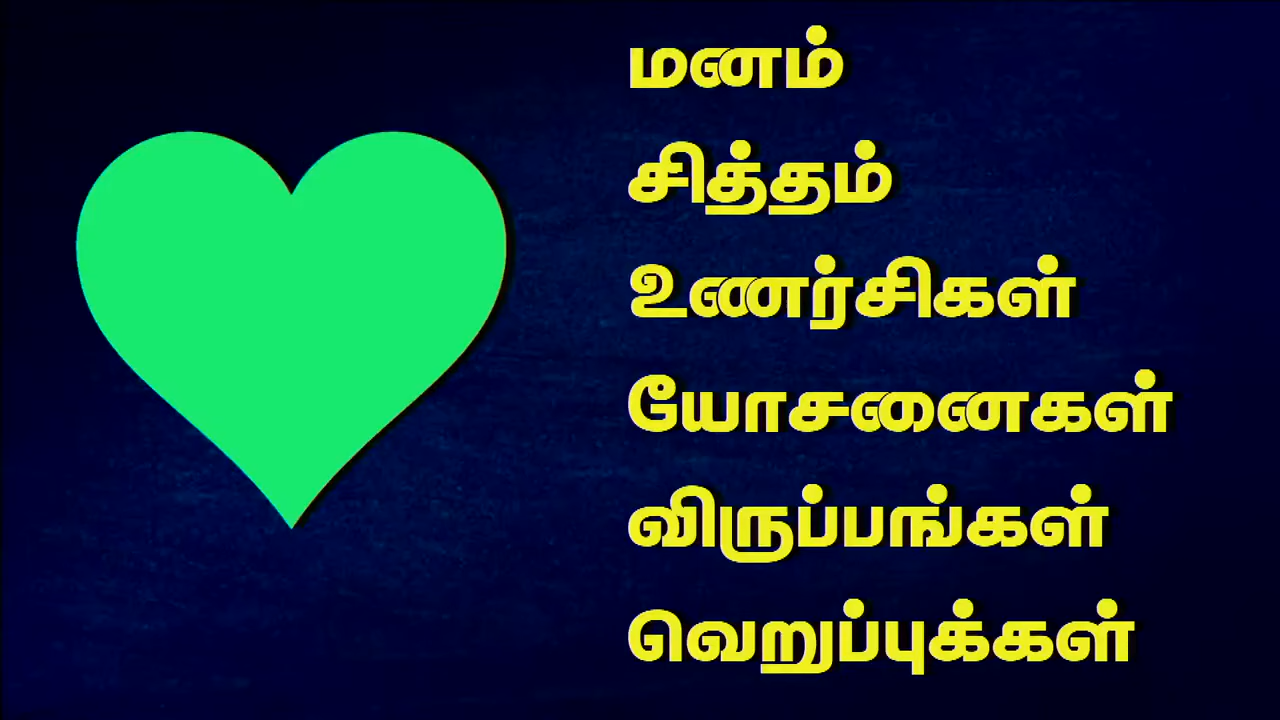 மனம்
சித்தம்
உணர்சிகள்
யோசனைகள்
விருப்பங்கள்
வெறுப்புக்கள்